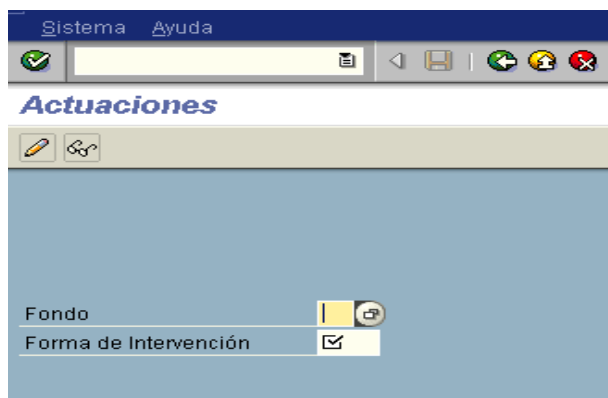 Sistema Ayuda
Actuaciones
Fondo
Forma de Intervención